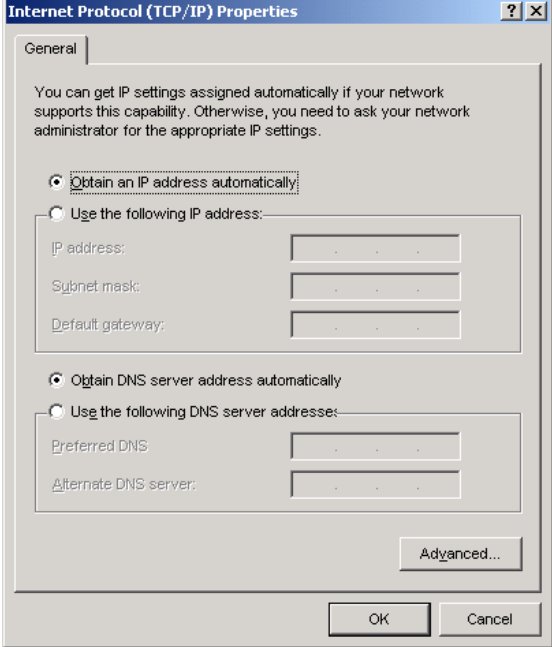 Internet Protocol (TCP/IP) Properties
General
You can get IP settings assigned automatically if your network
supports this capability. Otherwise, you need to ask your network
administrator for the appropriate IP settings.
Obtain an IP address automatically
Use the following IP address:
IP address:
Subnet mask:
Default gateway:
Obtain DNS server address automatically
Use the following DNS server addresses
Preferred DNS
Alternate DNS server:
Advanced...
OK
Cancel